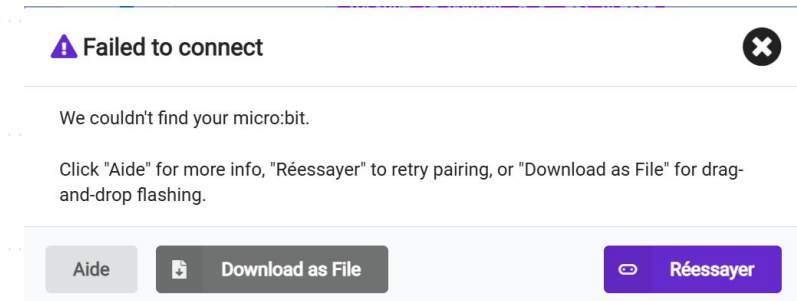 Failed to connect
We couldn't find your micro:bit.
Click "Aide" for more info, "Réessayer" to retry pairing, or "Download as File" for drag-
and-drop flashing.
Aide
Download as File
Réessayer